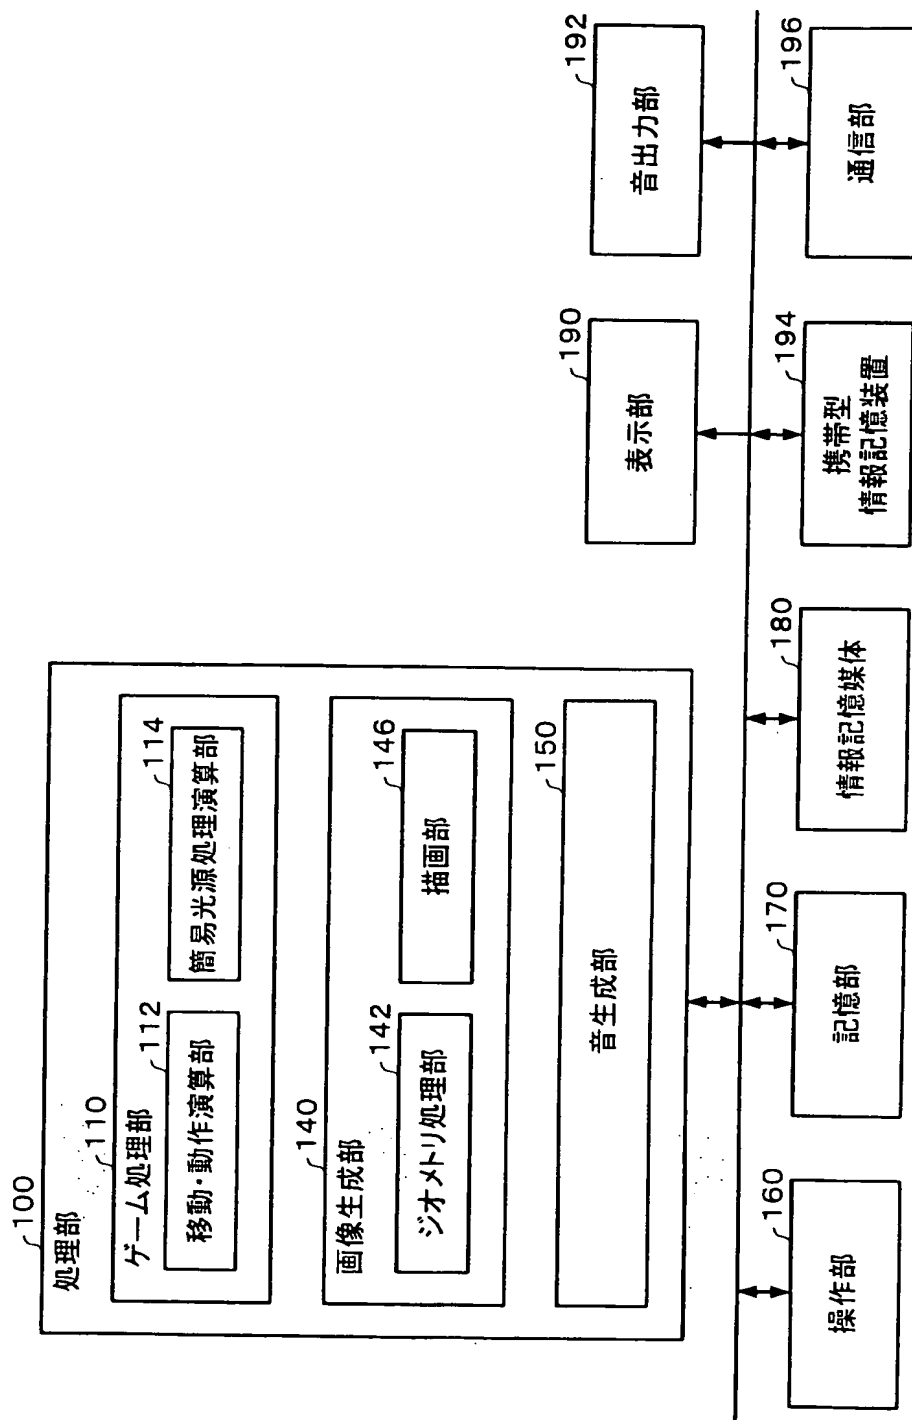 100
処理部
110
ゲーム処理部
112
移動・動作演算部
114
簡易光源処理演算部
140
画像生成部
142
ジオメトリ処理部
146
描画部
150
音生成部
190
表示部
192
音出力部
160
操作部
170
記憶部
180
情報記憶媒体
194
携帯型
情報記憶装置
196
通信部